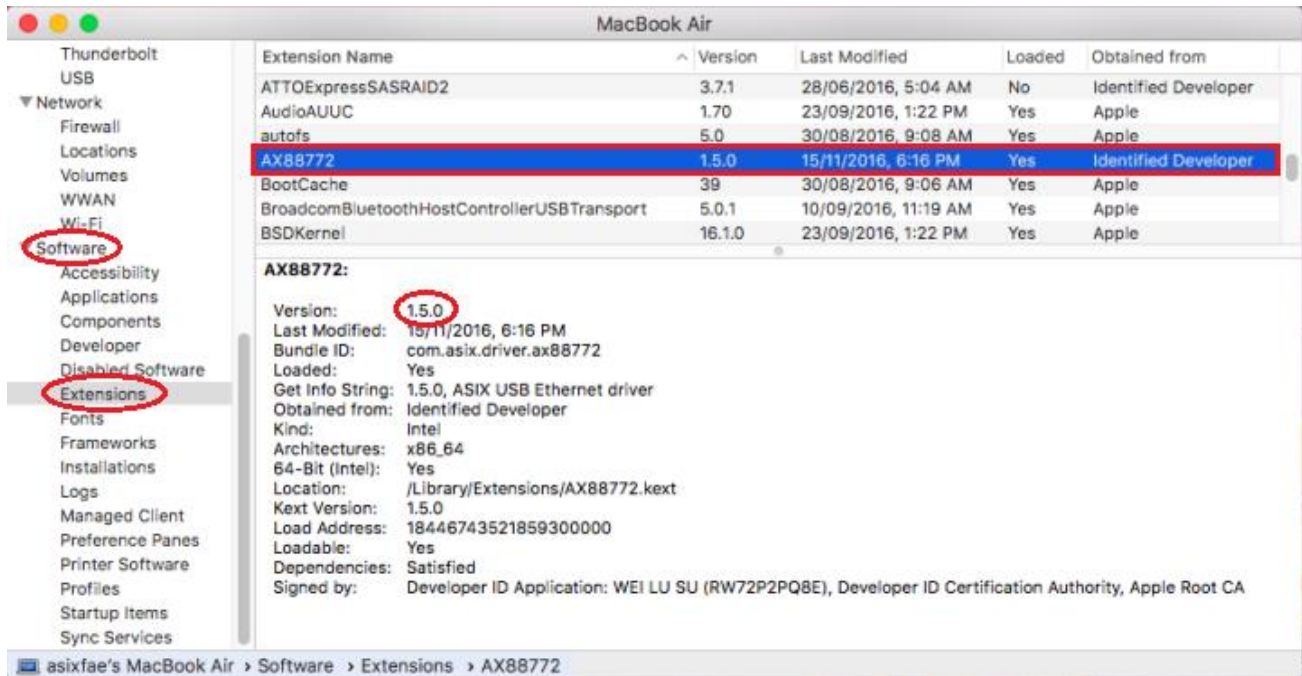 MacBook Air
Thunderbolt
USB
Network
Firewall
Locations
Volumes
WWAN
Wi-Fi
Software
Accessibility
Applications
Components
Developer
Disabled Software
Extensions
Fonts
Frameworks
Installations
Logs
Managed Client
Preference Panes
Printer Software
Profiles
Startup Items
Sync Services
Extension Name Version Last Modified Loaded Obtained from
ATTOExpressSASRAID2 3.7.1 28/06/2016, 5:04 AM No Identified Developer
AudioAUUC 1.70 23/09/2016, 1:22 PM Yes Apple
autofs 5.0 30/08/2016, 9:08 AM Yes Apple
AX88772 1.5.0 15/11/2016, 6:16 PM Yes Identified Developer
BootCache 39 30/08/2016, 9:06 AM Yes Apple
BroadcomBluetoothHostControllerUSBTransport 5.0.1 10/09/2016, 11:19 AM Yes Apple
BSDKernel 16.1.0 23/09/2016, 1:22 PM Yes Apple
AX88772:
Version: 1.5.0
Last Modified: 15/11/2016, 6:16 PM
Bundle ID: com.asix.driver.ax88772
Loaded: Yes
Get Info String: 1.5.0, ASIX USB Ethernet driver
Obtained from: Identified Developer
Kind: Intel
Architectures: x86_64
64-Bit (Intel): Yes
Location: /Library/Extensions/AX88772.kext
Kext Version: 1.5.0
Load Address: 18446743521859300000
Loadable: Yes
Dependencies: Satisfied
Signed by: Developer ID Application: WEI LU SU (RW72P2PQ8E), Developer ID Certification Authority, Apple Root CA
asixfae's MacBook Air › Software › Extensions › AX88772